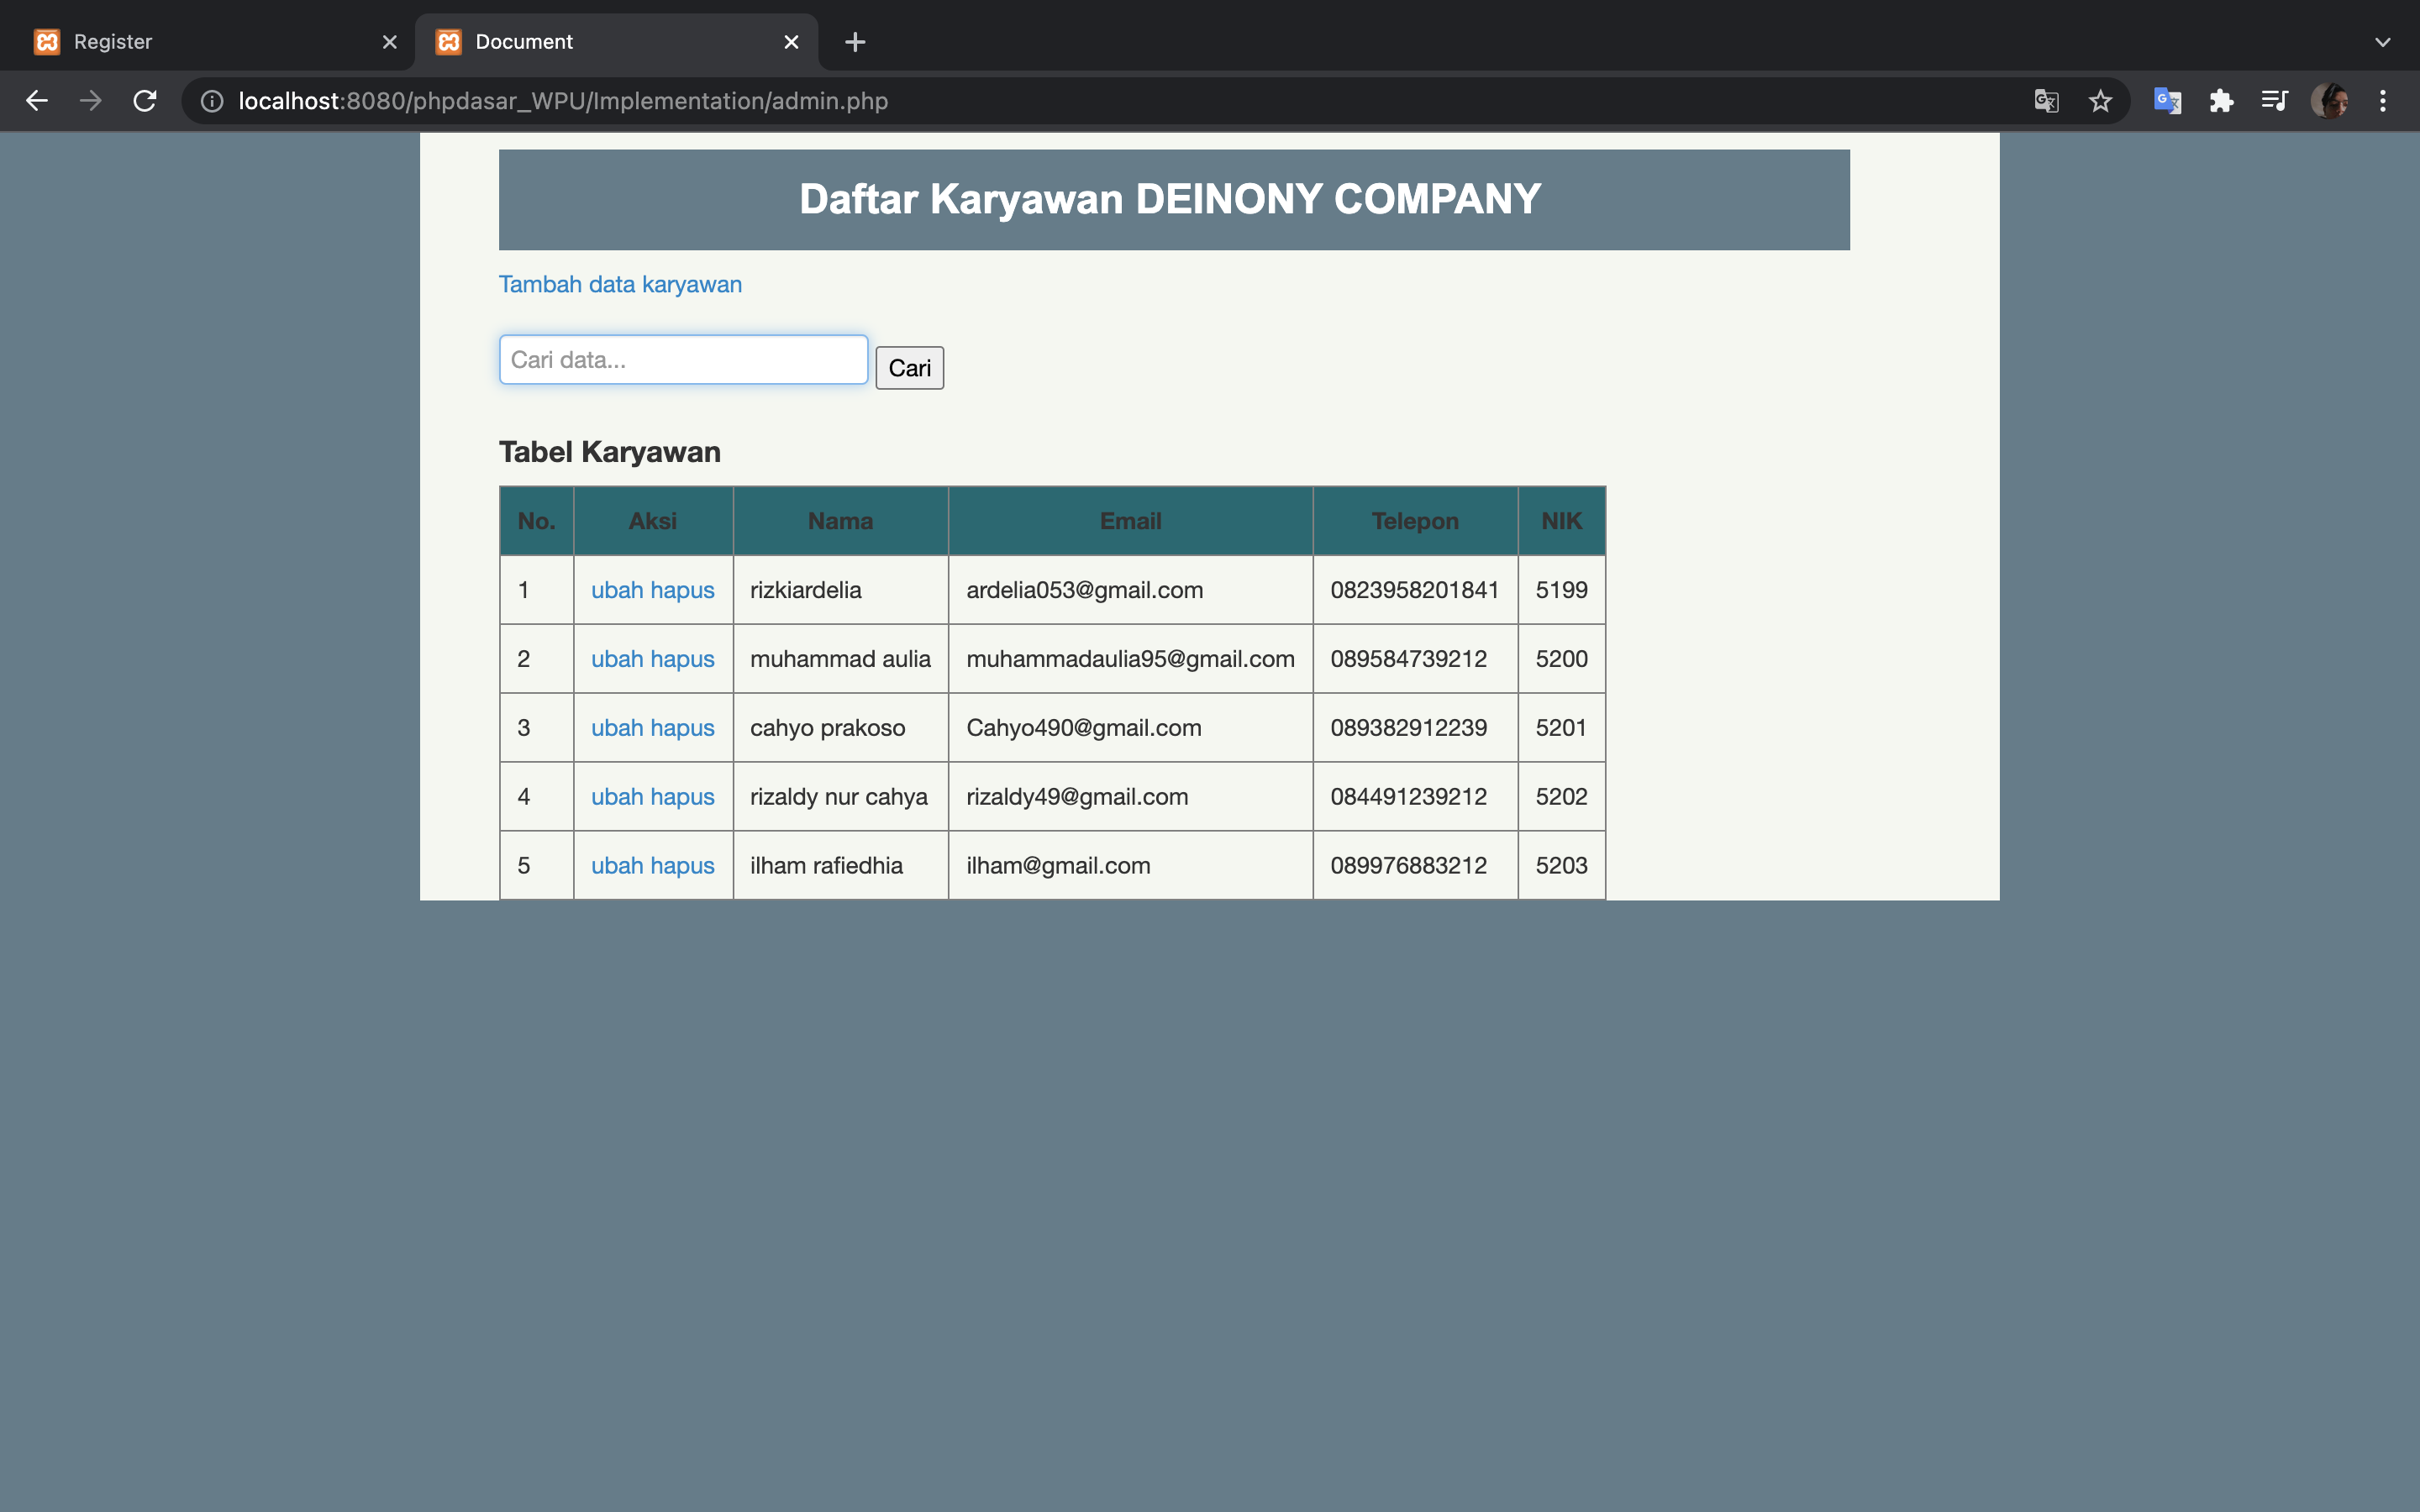 Register
Document
localhost:8080/phpdasar_WPU/Implementation/admin.php
Daftar Karyawan DEINONY COMPANY
Tambah data karyawan
Cari data... Cari
Tabel Karyawan
No. Aksi Nama Email Telepon NIK
1 ubah hapus rizkiardelia ardelia053@gmail.com 0823958201841 5199
2 ubah hapus muhammad aulia muhammadaulia95@gmail.com 089584739212 5200
3 ubah hapus cahyo prakoso Cahyo490@gmail.com 089382912239 5201
4 ubah hapus rizaldy nur cahya rizaldy49@gmail.com 084491239212 5202
5 ubah hapus ilham rafiedhia ilham@gmail.com 089976883212 5203